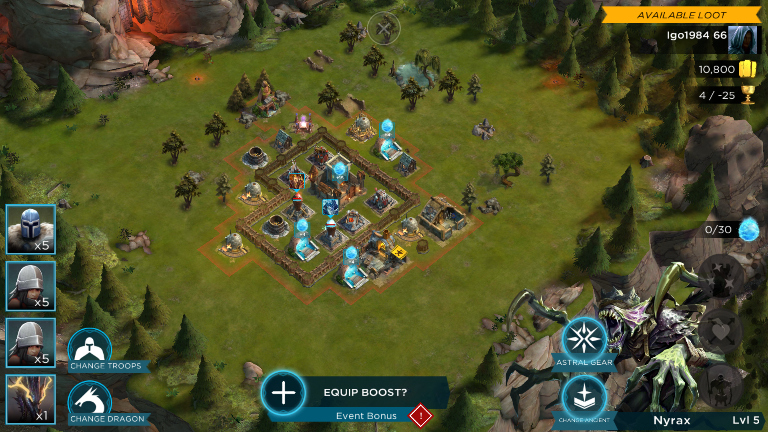 AVAILABLE LOOT
Igo1984 66
10,800
4 / -25
0/30
x5
x5
x5
x1
CHANGE TROOPS
CHANGE DRAGON
EQUIP BOOST?
Event Bonus
ASTRAL GEAR
CHANGE ANCIENT
Nyrax
Lvl 5